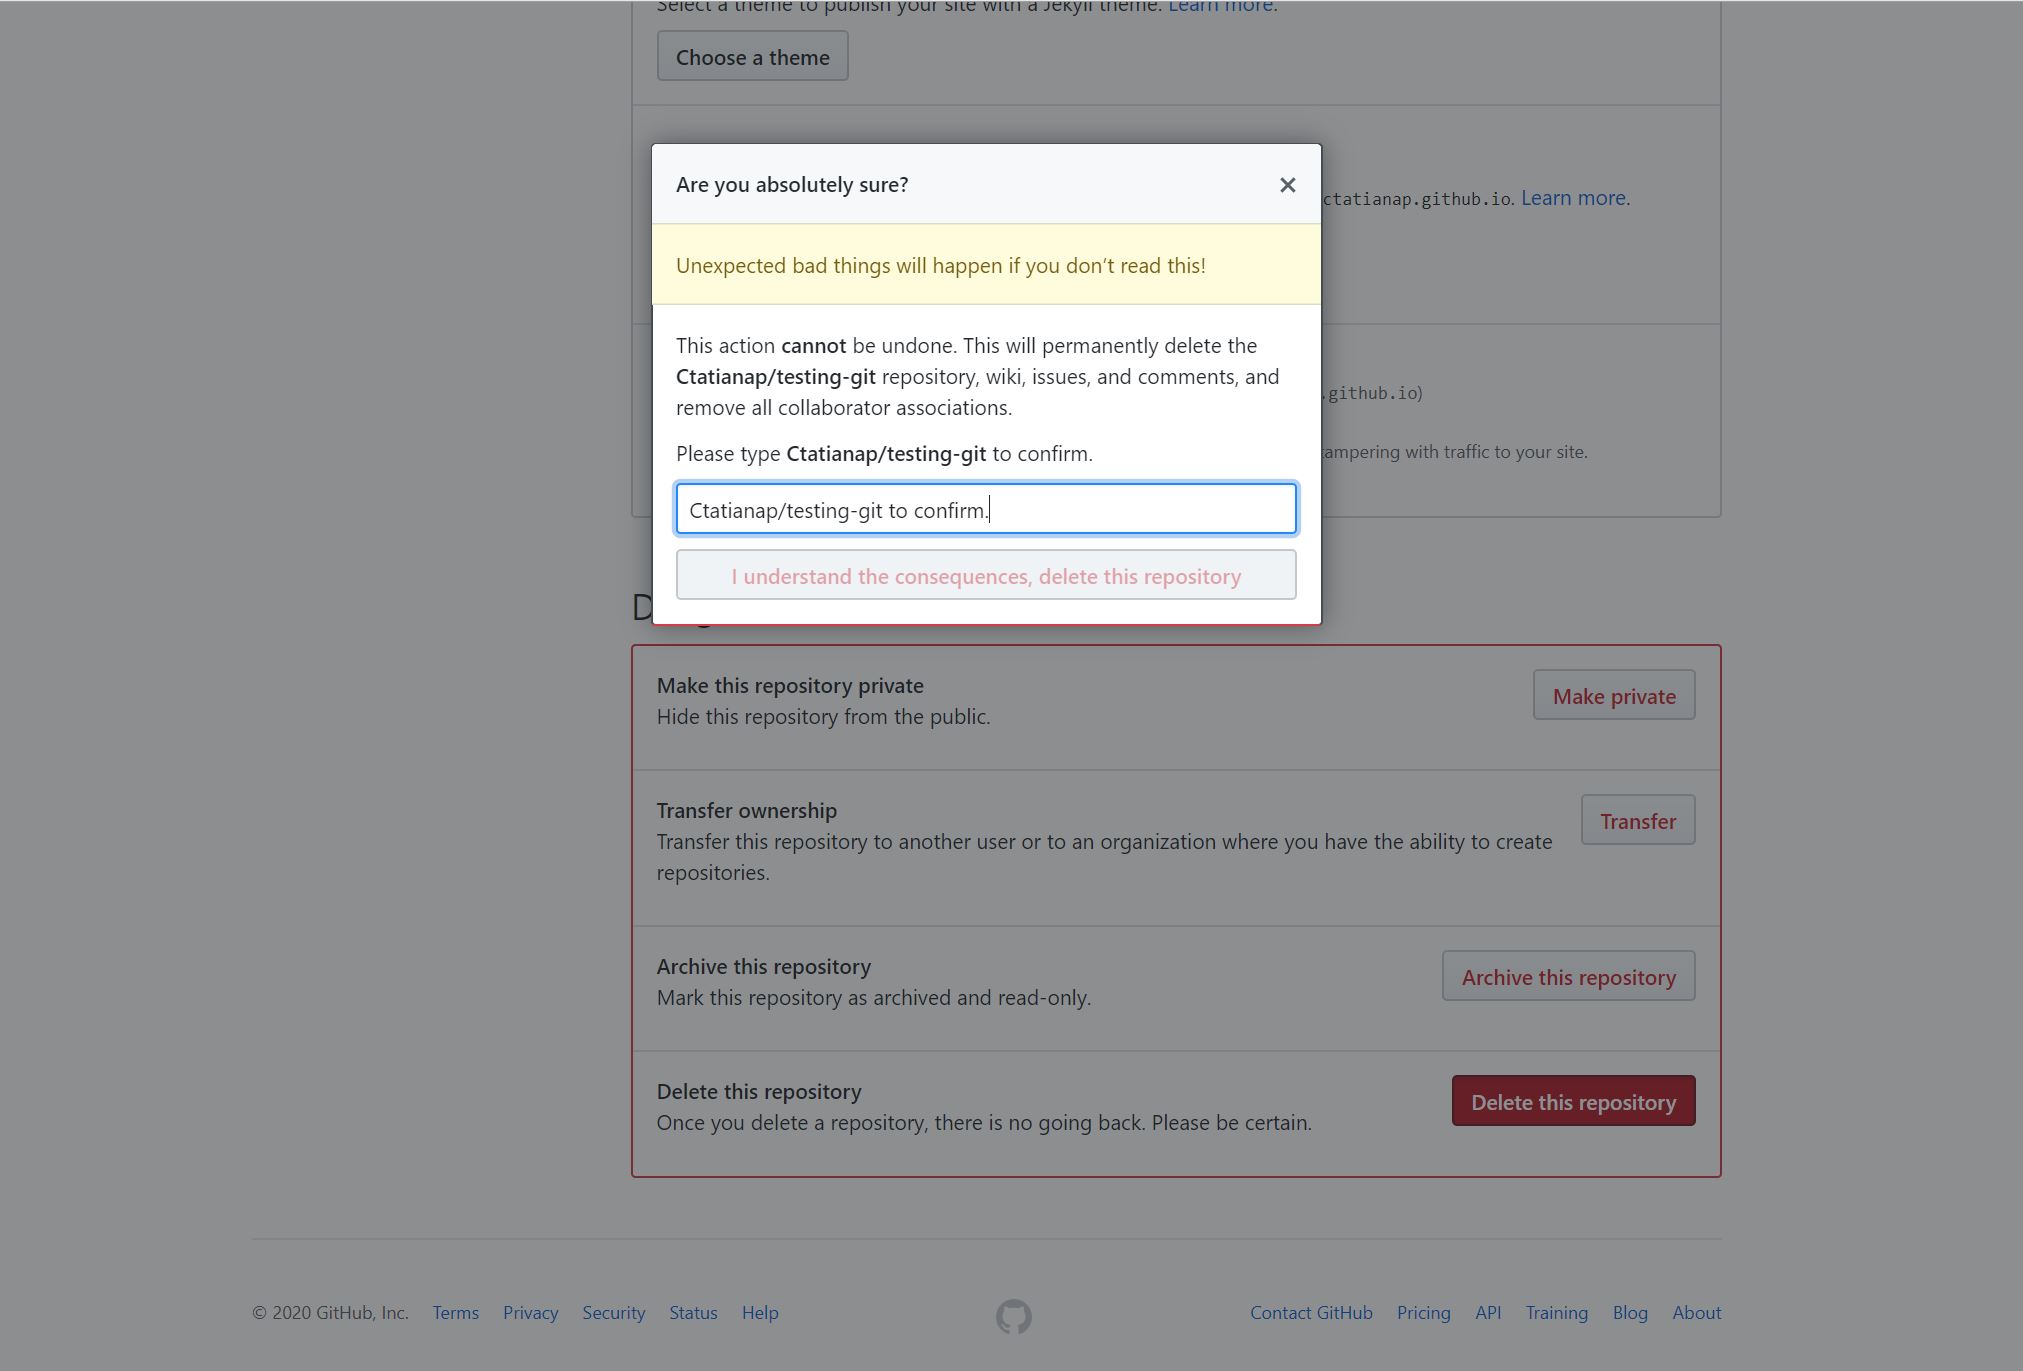 Select a theme to publish your site with a Jekyll theme. Learn more.
Choose a theme
Are you absolutely sure?
ctatianap.github.io. Learn more.
Unexpected bad things will happen if you don’t read this!
This action cannot be undone. This will permanently delete the
Ctatianap/testing-git repository, wiki, issues, and comments, and
.github.io)
remove all collaborator associations.
Please type Ctatianap/testing-git to confirm.
tampering with traffic to your site.
Ctatianap/testing-git to confirm.
I understand the consequences, delete this repository
Make this repository private
Make private
Hide this repository from the public.
Transfer ownership
Transfer
Transfer this repository to another user or to an organization where you have the ability to create
repositories.
Archive this repository
Archive this repository
Mark this repository as archived and read-only.
Delete this repository
Delete this repository
Once you delete a repository, there is no going back. Please be certain.
© 2020 GitHub, Inc. Terms Privacy Security Status Help Contact GitHub Pricing API Training Blog About